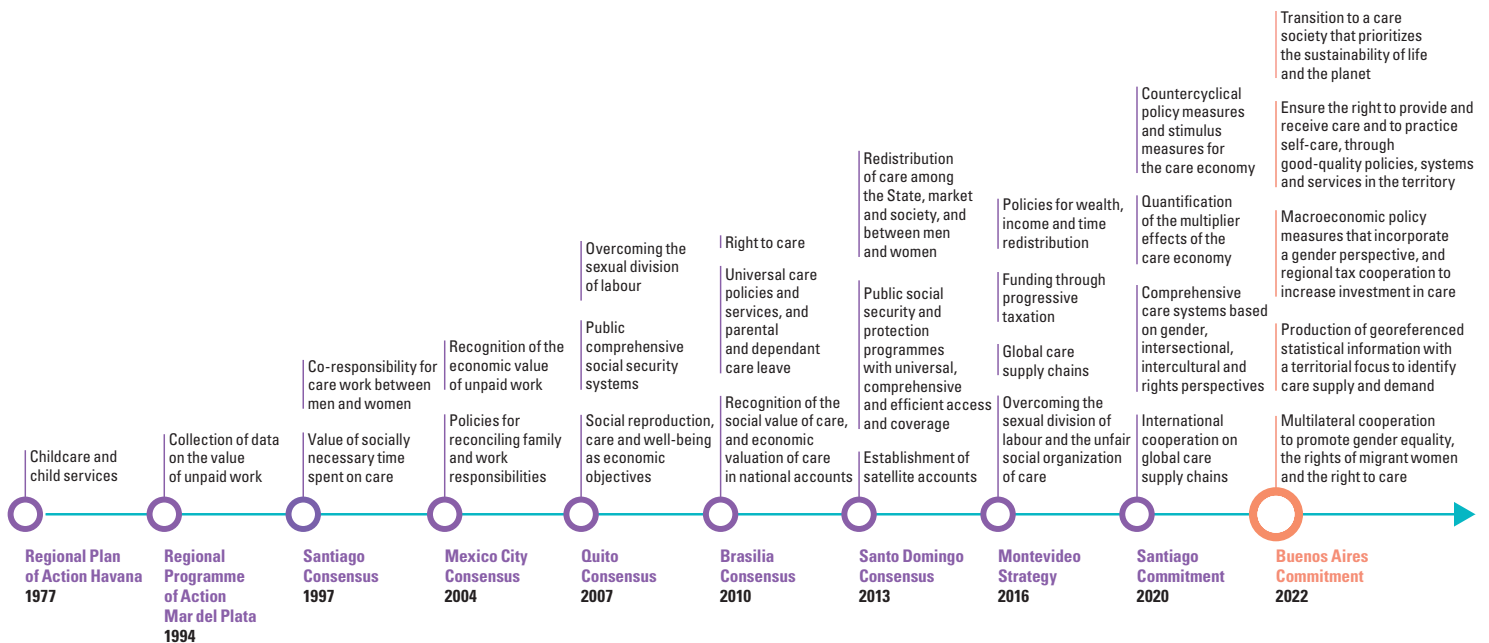 Childcare and
child services
Regional Plan
of Action Havana
1977
Collection of data
on the value
of unpaid work
Regional
Programme
of Action
Mar del Plata
1994
Co-responsibility for
care work between
men and women
Value of socially
necessary time
spent on care
Santiago
Consensus
1997
Recognition of the
economic value
of unpaid work
Policies for
reconciling family
and work
responsibilities
Mexico City
Consensus
2004
Overcoming the
sexual division
of labour
Public
comprehensive
social security
systems
Social reproduction,
care and well-being
as economic
objectives
Quito
Consensus
2007
Right to care
Universal care
policies and
services, and
parental
and dependant
care leave
Recognition of the
social value of care,
and economic
valuation of care
in national accounts
Brasilia
Consensus
2010
Redistribution
of care among
the State, market
and society, and
between men
and women
Public social
security and
protection
programmes
with universal,
comprehensive
and efficient access
and coverage
Establishment of
satellite accounts
Santo Domingo
Consensus
2013
Policies for wealth,
income and time
redistribution
Funding through
progressive
taxation
Global care
supply chains
Overcoming the
sexual division of
labour and the unfair
social organization
of care
Montevideo
Strategy
2016
Countercyclical
policy measures
and stimulus
measures for
the care economy
Quantification
of the multiplier
effects of the
care economy
Comprehensive
care systems based
on gender,
intersectional,
intercultural and
rights perspectives
International
cooperation on
global care
supply chains
Santiago
Commitment
2020
Transition to a care
society that prioritizes
the sustainability of life
and the planet
Ensure the right to provide and
receive care and to practice
self-care, through
good-quality policies, systems
and services in the territory
Macroeconomic policy
measures that incorporate
a gender perspective, and
regional tax cooperation to
increase investment in care
Production of georeferenced
statistical information with
a territorial focus to identify
care supply and demand
Multilateral cooperation
to promote gender equality,
the rights of migrant women
and the right to care
Buenos Aires
Commitment
2022